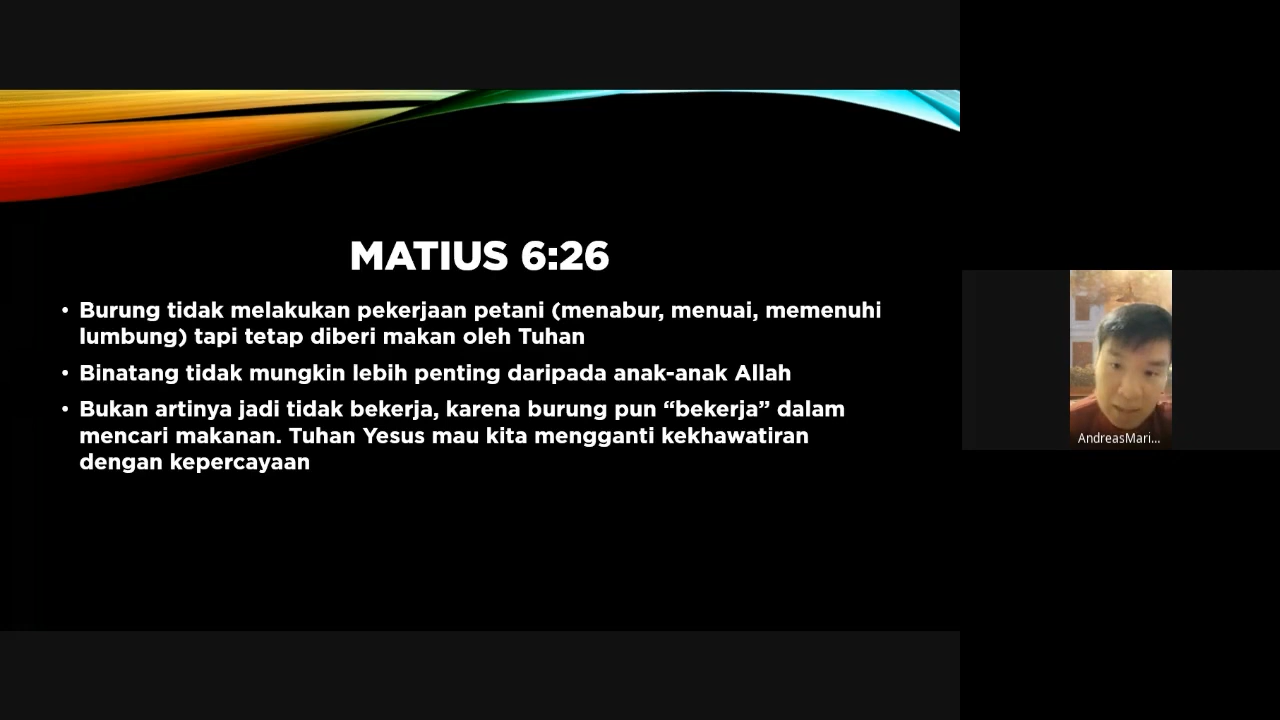 MATIUS 6:26
• Burung tidak melakukan pekerjaan petani (menabur, menuai, memenuhi
lumbung) tapi tetap diberi makan oleh Tuhan
• Binatang tidak mungkin lebih penting daripada anak-anak Allah
• Bukan artinya jadi tidak bekerja, karena burung pun “bekerja” dalam
mencari makanan. Tuhan Yesus mau kita mengganti kekhawatiran
dengan kepercayaan
AndreasMari...